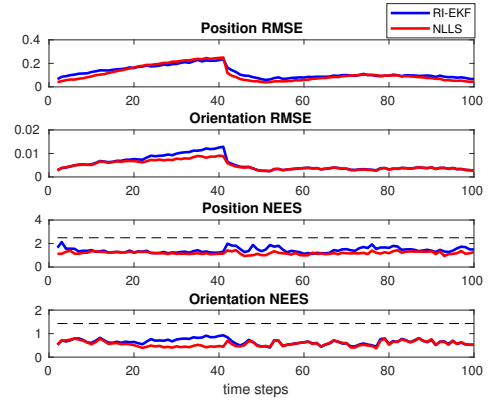 RI-EKF
NLLS
Position RMSE
0.4
0.2
0
0 20 40 60 80 100
Orientation RMSE
0.02
0.01
0
0 20 40 60 80 100
Position NEES
4
2
0
0 20 40 60 80 100
Orientation NEES
2
1
0
0 20 40 60 80 100
time steps